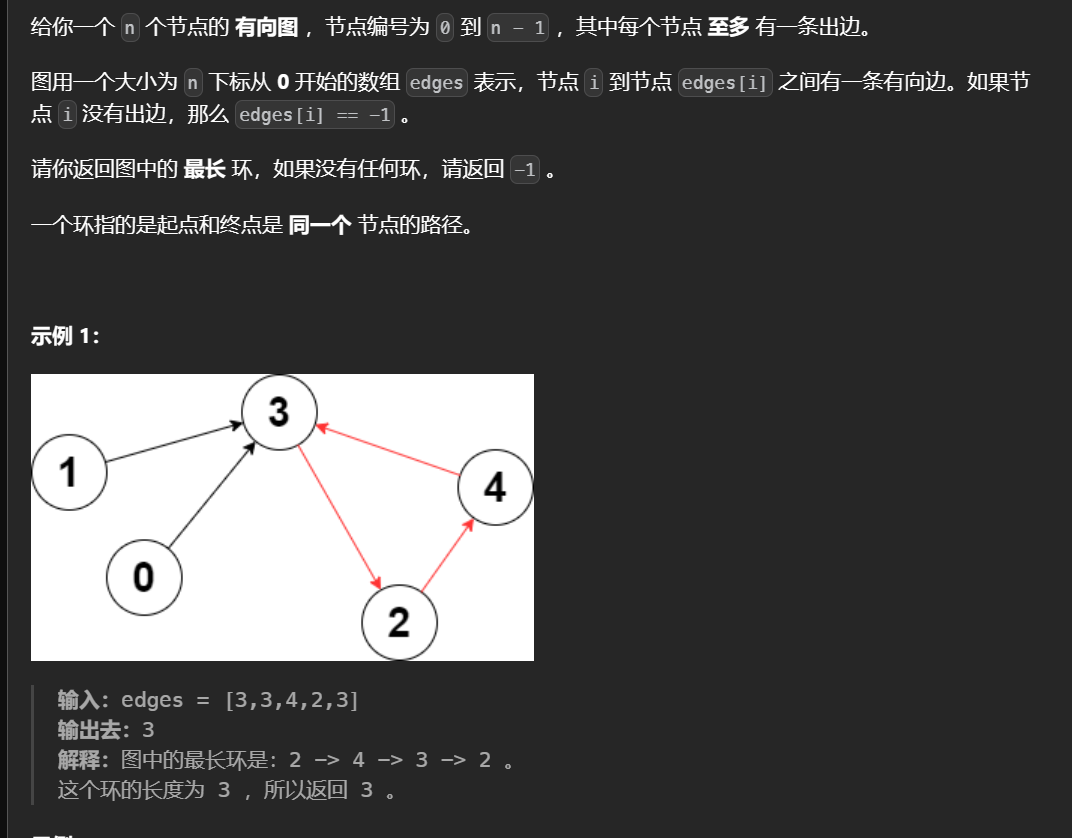 给你一个 n 个节点的 有向图 ，节点编号为 0 到 n - 1 ，其中每个节点 至多 有一条出边。
图用一个大小为 n 下标从 0 开始的数组 edges 表示，节点 i 到节点 edges[i] 之间有一条有向边。如果节
点 i 没有出边，那么 edges[i] == -1 。
请你返回图中的 最长 环，如果没有任何环，请返回 -1 。
一个环指的是起点和终点是 同一个 节点的路径。
示例 1：
3
1
4
0
2
输入：edges = [3,3,4,2,3]
输出去：3
解释：图中的最长环是：2 -> 4 -> 3 -> 2 。
这个环的长度为 3 ，所以返回 3 。